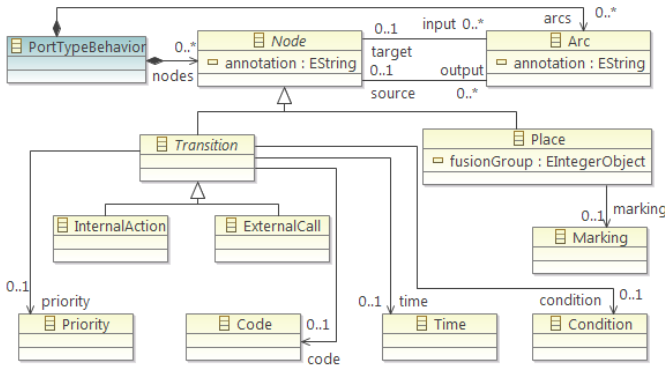 PortTypeBehavior
0..*
nodes
Node
annotation : EString
0..1
input
0..*
target
0..1
output
source
0..*
arcs
0..*
Arc
annotation : EString
Transition
Place
fusionGroup : EIntegerObject
InternalAction
ExternalCall
marking
0..1
Marking
0..1
priority
Priority
0..1
code
Code
0..1
time
Time
0..1
condition
Condition